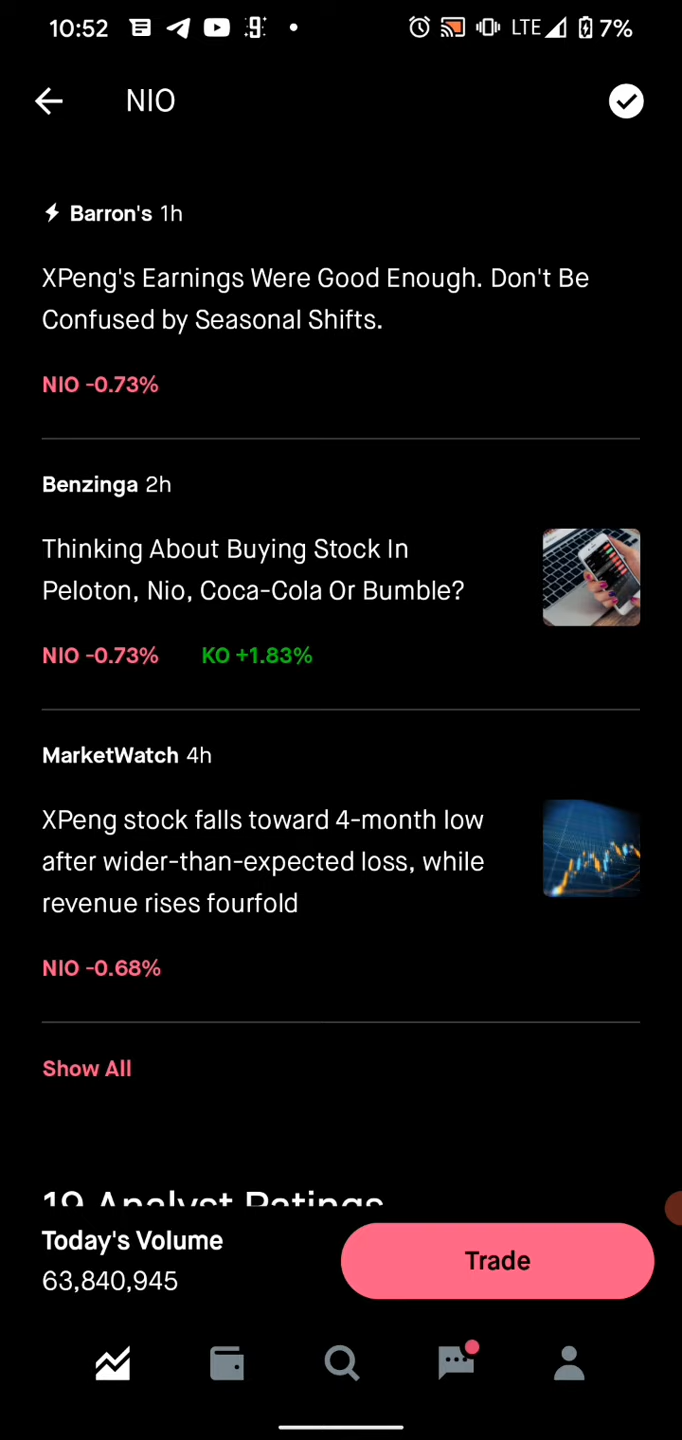 10:52 LTE 7%
NIO
Barron's 1h
XPeng's Earnings Were Good Enough. Don't Be
Confused by Seasonal Shifts.
NIO -0.73%
Benzinga 2h
Thinking About Buying Stock In
Peloton, Nio, Coca-Cola Or Bumble?
NIO -0.73% KO +1.83%
MarketWatch 4h
XPeng stock falls toward 4-month low
after wider-than-expected loss, while
revenue rises fourfold
NIO -0.68%
Show All
19 Analyst Ratings
Today's Volume
63,840,945
Trade